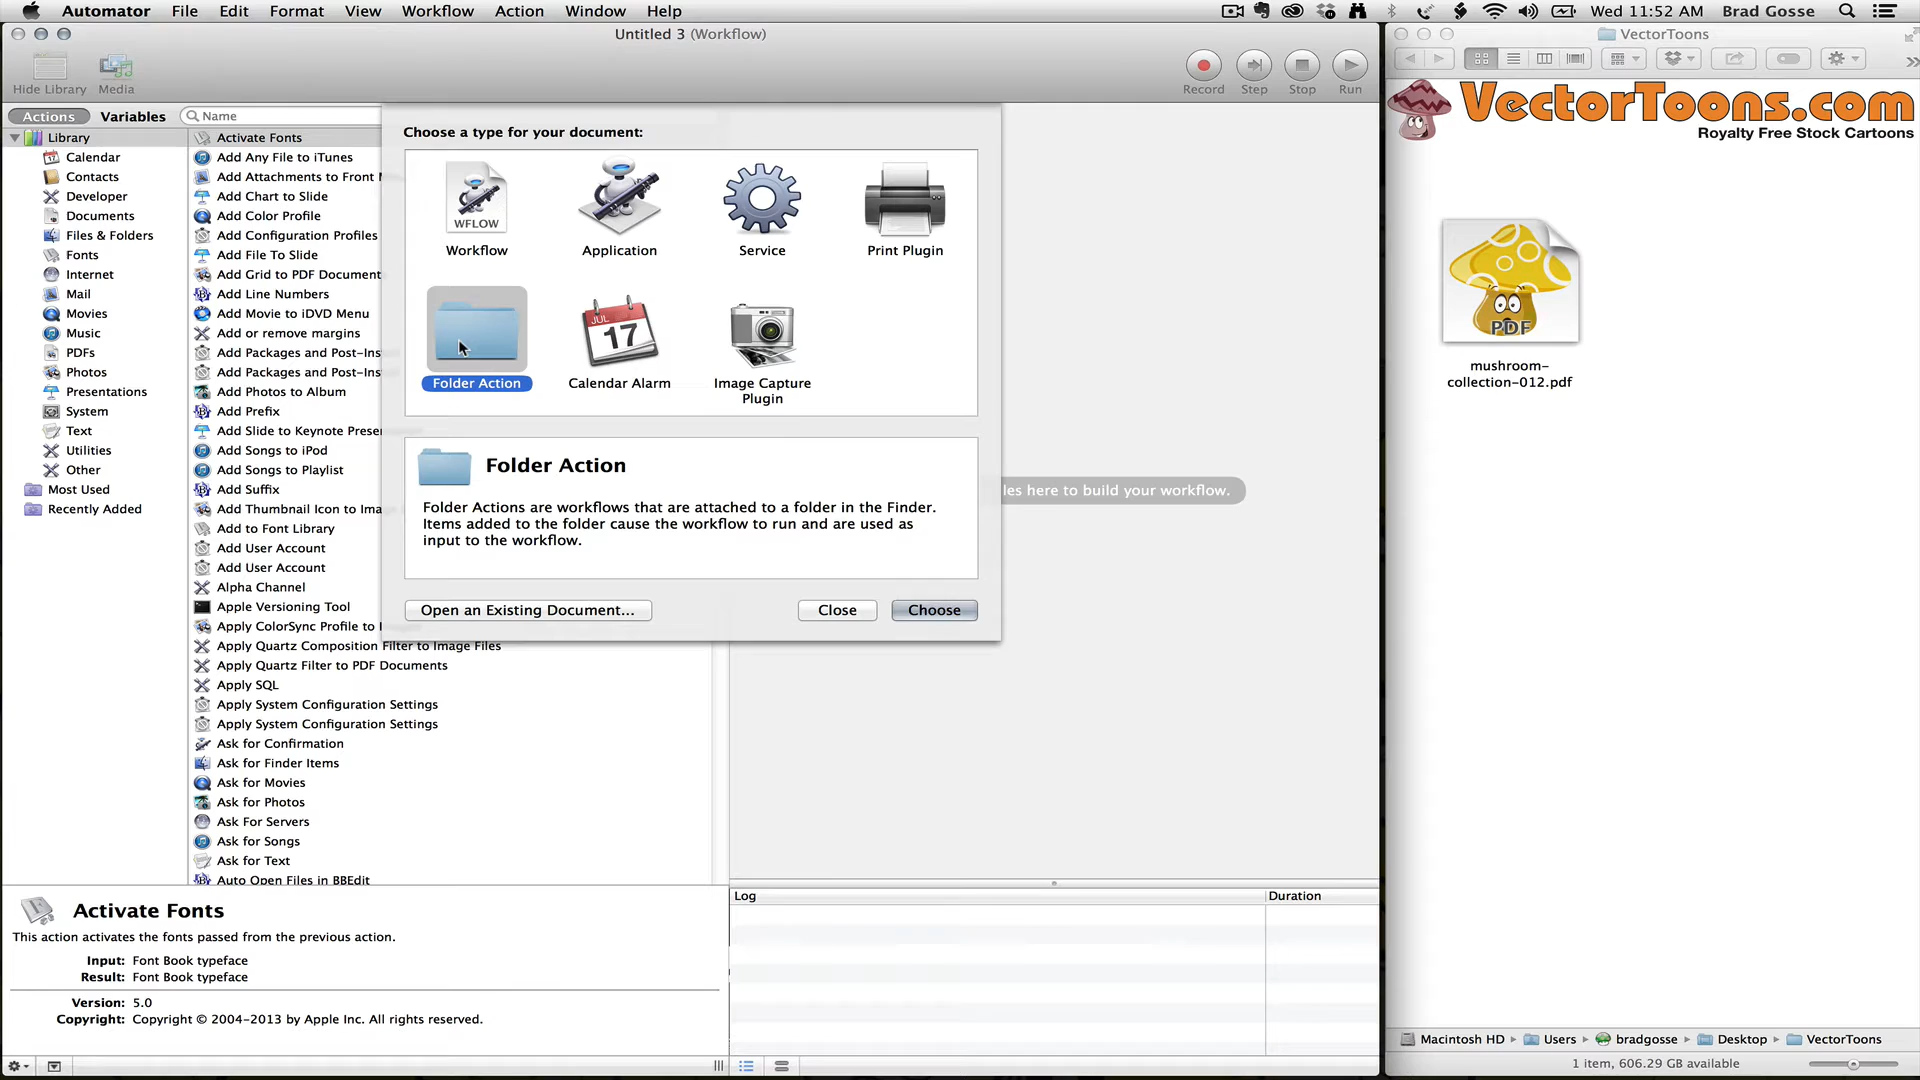 Automator File Edit Format View Workflow Action Window Help Wed 11:52 AM Brad Gosse
Untitled 3 (Workflow)
Hide Library Media
Record Step Stop Run
Actions Variables Name
Library
Calendar
Contacts
Developer
Documents
Files & Folders
Fonts
Internet
Mail
Movies
Music
PDFs
Photos
Presentations
System
Text
Utilities
Other
Most Used
Recently Added
Activate Fonts
Add Any File to iTunes
Add Attachments to Front
Add Chart to Slide
Add Color Profile
Add Configuration Profiles
Add File To Slide
Add Grid to PDF Document
Add Line Numbers
Add Movie to iDVD Menu
Add or remove margins
Add Packages and Post-Ins
Add Packages and Post-Ins
Add Photos to Album
Add Prefix
Add Slide to Keynote Prese
Add Songs to iPod
Add Songs to Playlist
Add Suffix
Add Thumbnail Icon to Ima
Add to Font Library
Add User Account
Add User Account
Alpha Channel
Apple Versioning Tool
Apply ColorSync Profile to I
Apply Quartz Composition Filter to Image Files
Apply Quartz Filter to PDF Documents
Apply SQL
Apply System Configuration Settings
Apply System Configuration Settings
Ask for Confirmation
Ask for Finder Items
Ask for Movies
Ask for Photos
Ask For Servers
Ask for Songs
Ask for Text
Auto Open Files in BBEdit
Choose a type for your document:
WFLOW
Workflow
Application
Service
Print Plugin
Folder Action
JUL
17
Calendar Alarm
Image Capture
Plugin
Folder Action
Folder Actions are workflows that are attached to a folder in the Finder.
Items added to the folder cause the workflow to run and are used as
input to the workflow.
Open an Existing Document... Close Choose
les here to build your workflow.
Activate Fonts
This action activates the fonts passed from the previous action.
Input: Font Book typeface
Result: Font Book typeface
Version: 5.0
Copyright: Copyright © 2004-2013 by Apple Inc. All rights reserved.
Log Duration
VectorToons
VectorToons.com
Royalty Free Stock Cartoons
PDF
mushroom-
collection-012.pdf
Macintosh HD Users bradgosse Desktop VectorToons
1 item, 606.29 GB available